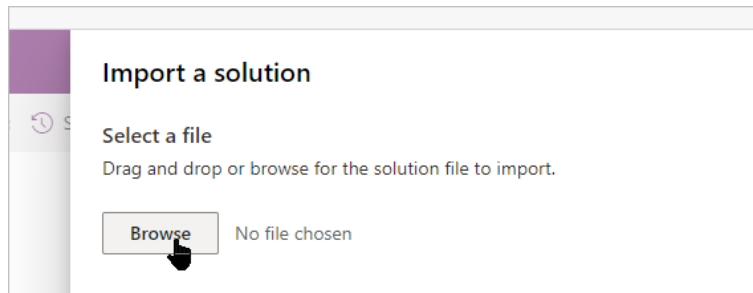 Import a solution
Select a file
Drag and drop or browse for the solution file to import.
Browse No file chosen